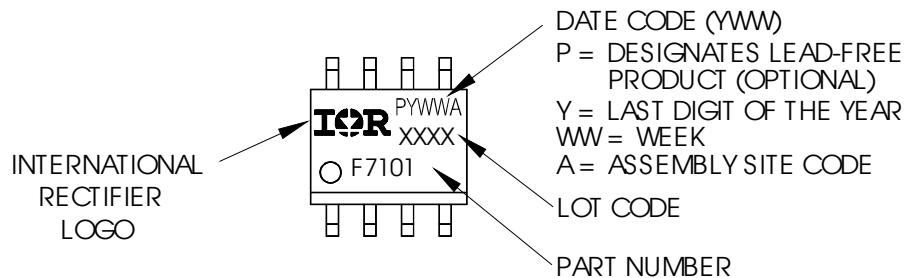 DATE CODE (YWW)
P = DESIGNATES LEAD-FREE
PRODUCT (OPTIONAL)
Y = LAST DIGIT OF THE YEAR
WW = WEEK
A = ASSEMBLY SITE CODE
LOT CODE
PART NUMBER
INTERNATIONAL
RECTIFIER
LOGO
IOR
PYWWA
XXXX
F7101